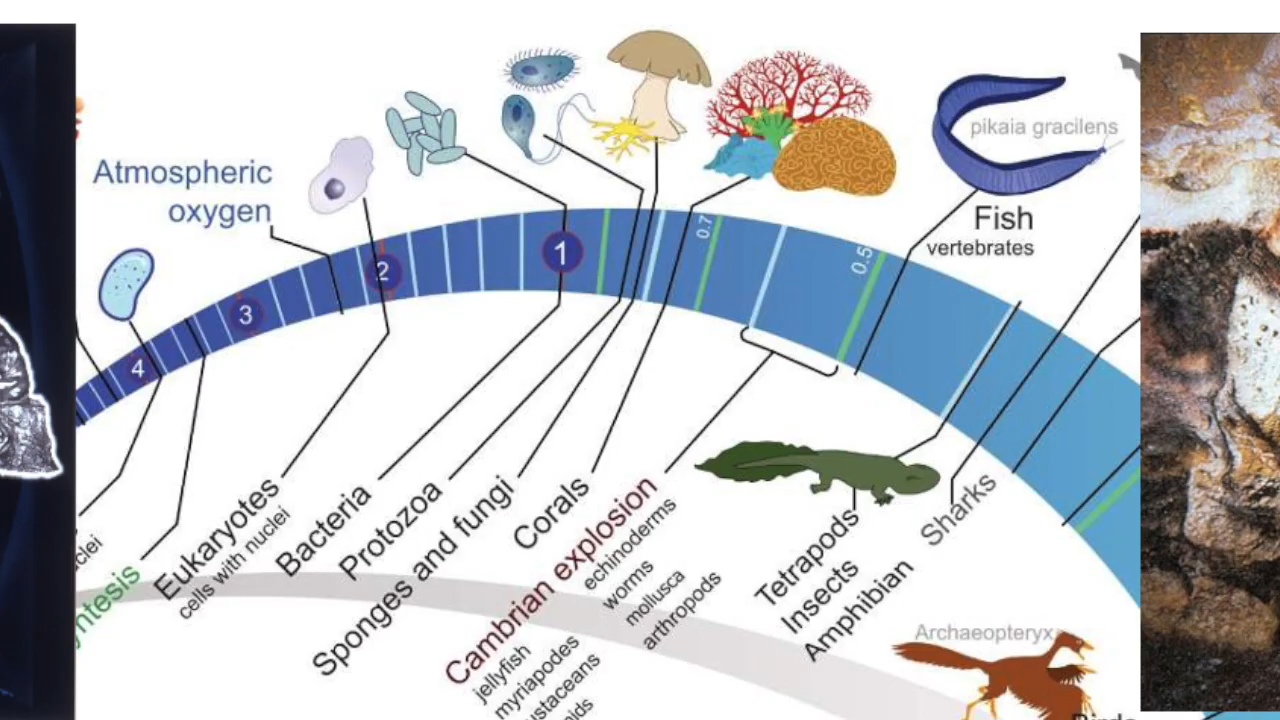 Atmospheric
oxygen
4
3
2
1
0.7
0.5
pikaia gracilens
Fish
vertebrates
Eukaryotes
cells with nuclei
Bacteria
Protozoa
Sponges and fungi
Corals
Cambrian explosion
echinoderms
worms
mollusca
arthropods
jellyfish
myriapodes
Tetrapods
Insects
Amphibian
Sharks
Archaeopteryx